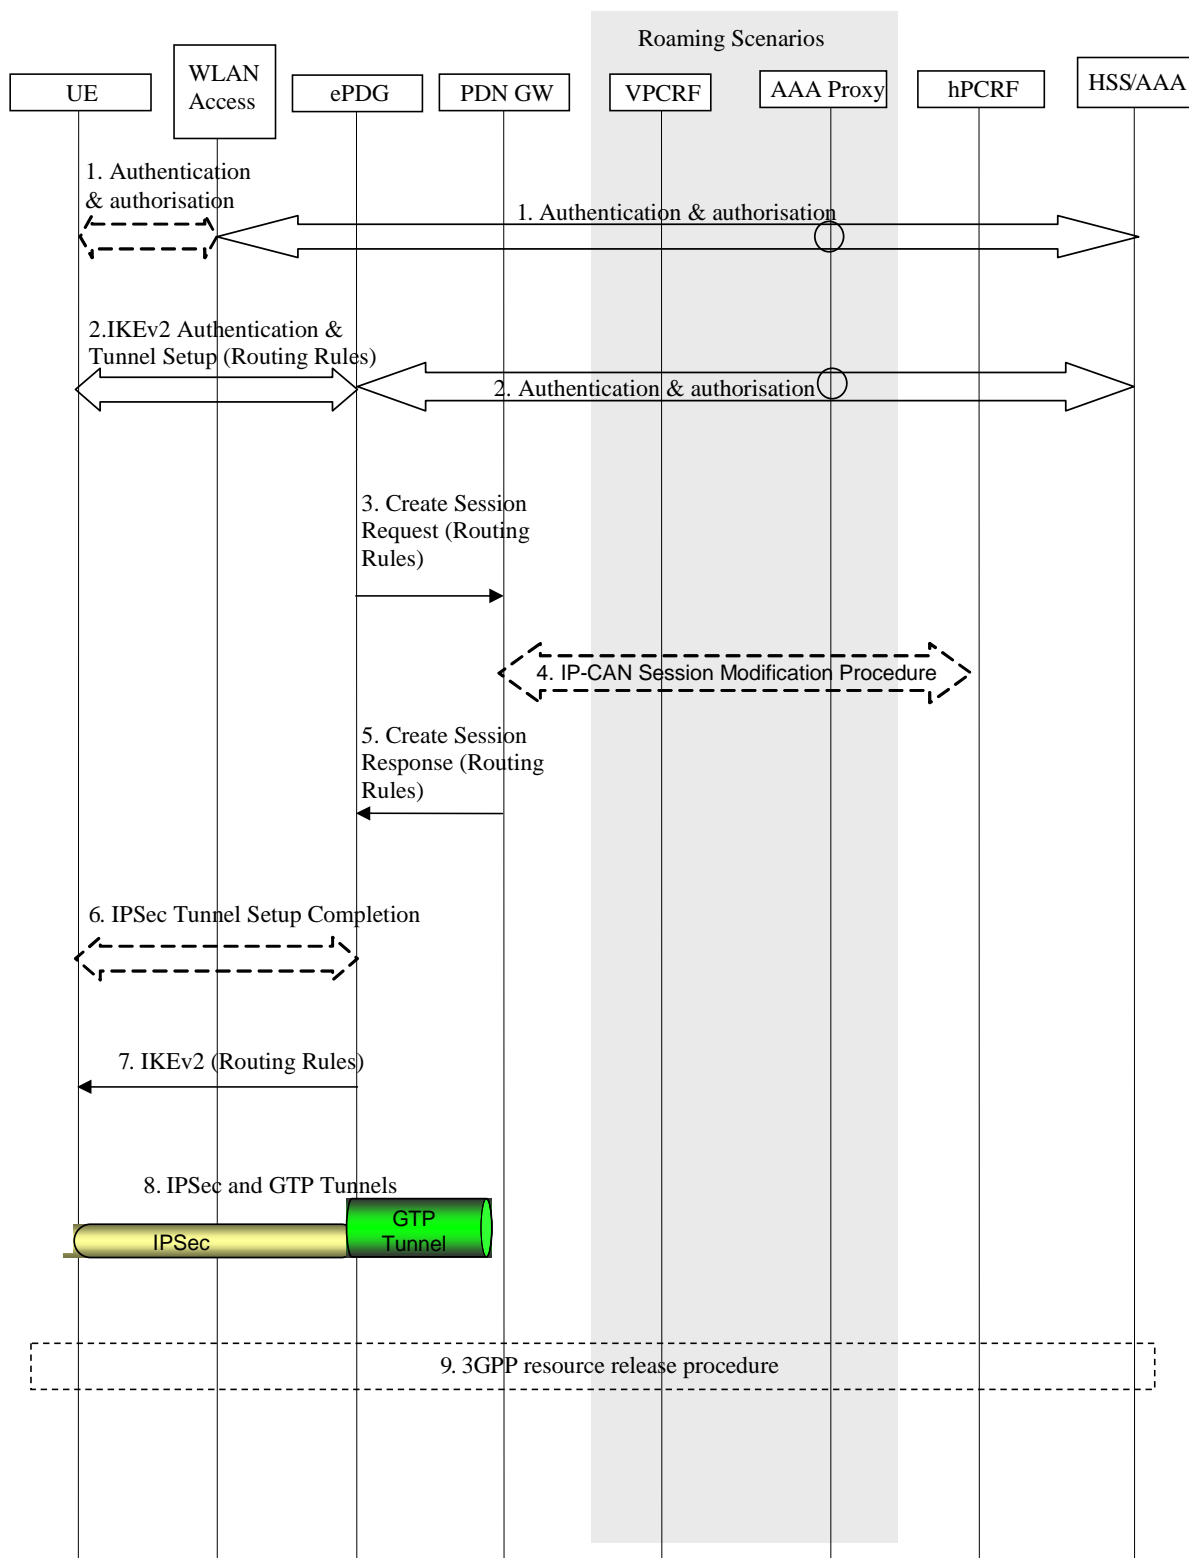 Roaming Scenarios
UE
WLAN
Access
ePDG
PDN GW
VPCRF
AAA Proxy
hPCRF
HSS/AAA
1. Authentication
& authorisation
1. Authentication & authorisation
2.IKEv2 Authentication &
Tunnel Setup (Routing Rules)
2. Authentication & authorisation
3. Create Session
Request (Routing
Rules)
4. IP-CAN Session Modification Procedure
5. Create Session
Response (Routing
Rules)
6. IPSec Tunnel Setup Completion
7. IKEv2 (Routing Rules)
8. IPSec and GTP Tunnels
IPSec
GTP
Tunnel
9. 3GPP resource release procedure